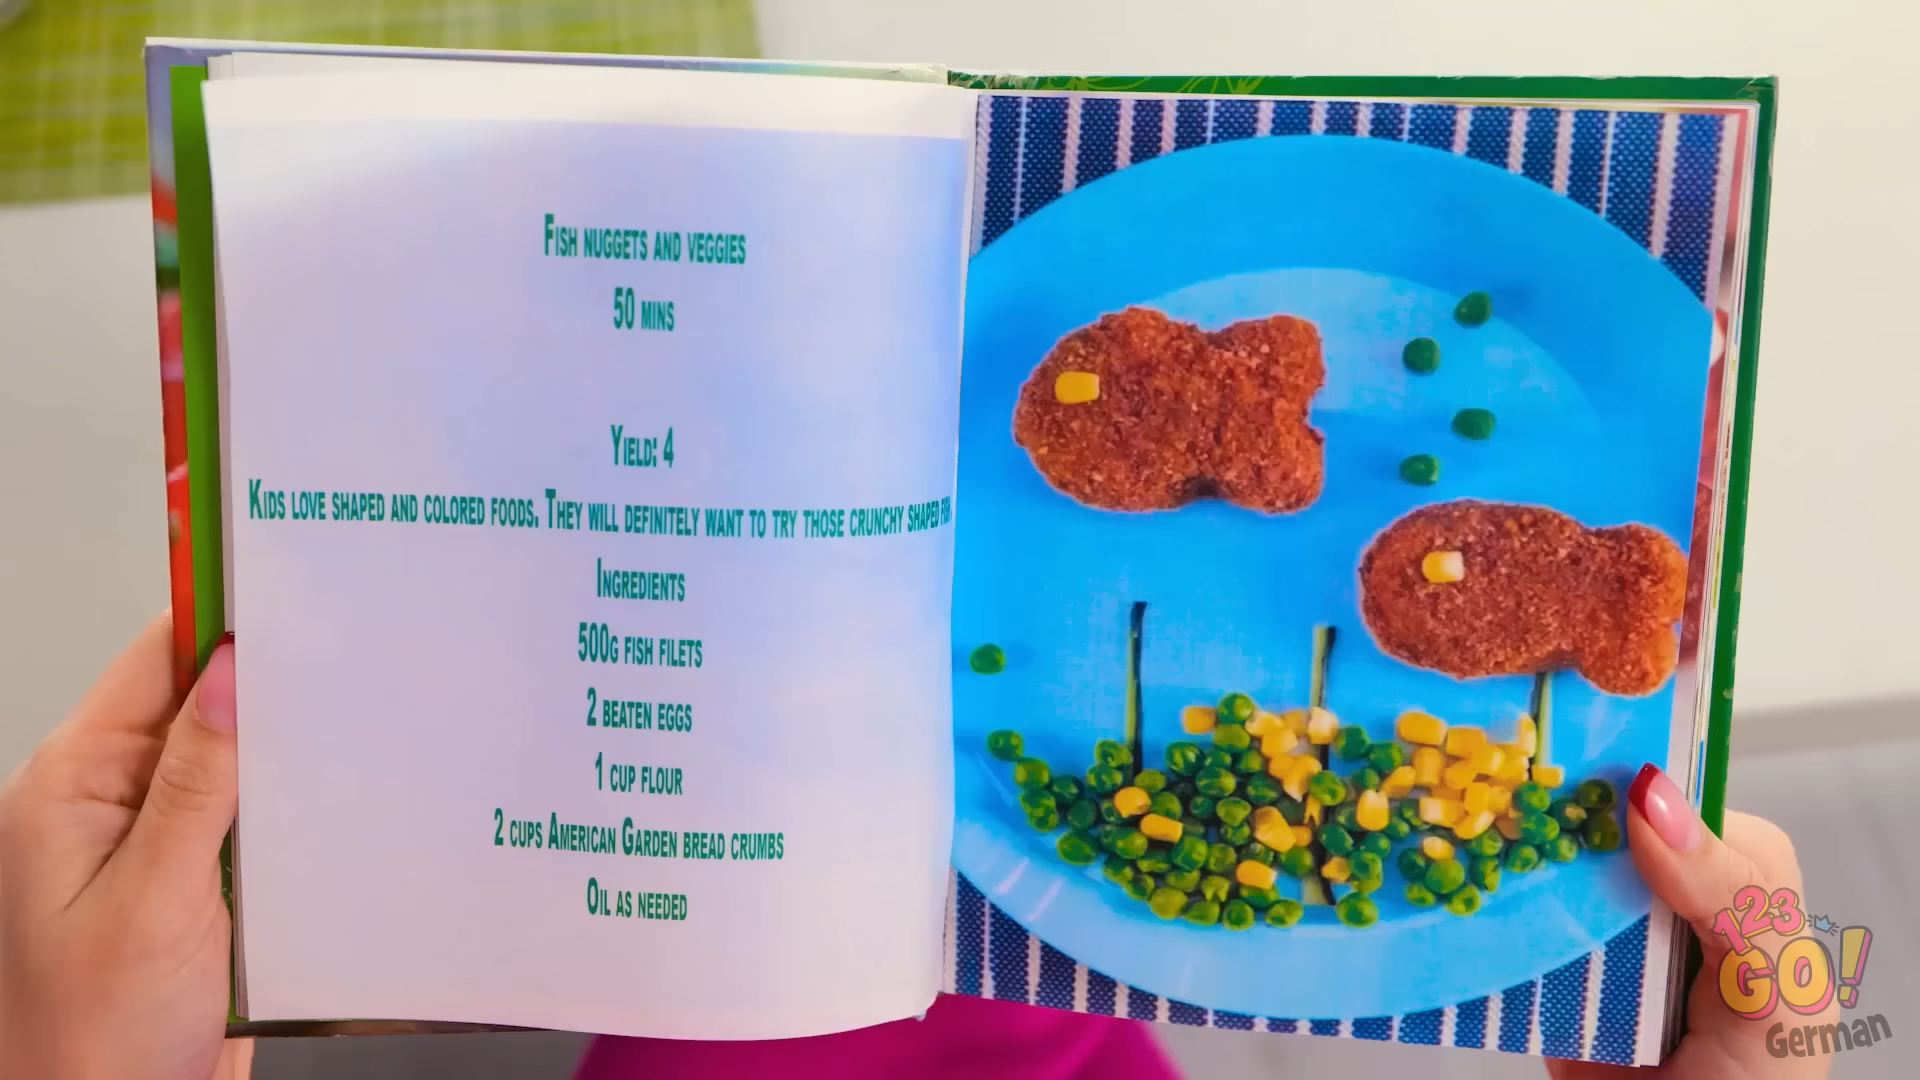 Fish nuggets and veggies
50 mins
Yield: 4
Kids love shaped and colored foods. They will definitely want to try those crunchy shaped
Ingredients
500g fish filets
2 beaten eggs
1 cup flour
2 cups American Garden bread crumbs
Oil as needed
123
GO!
German